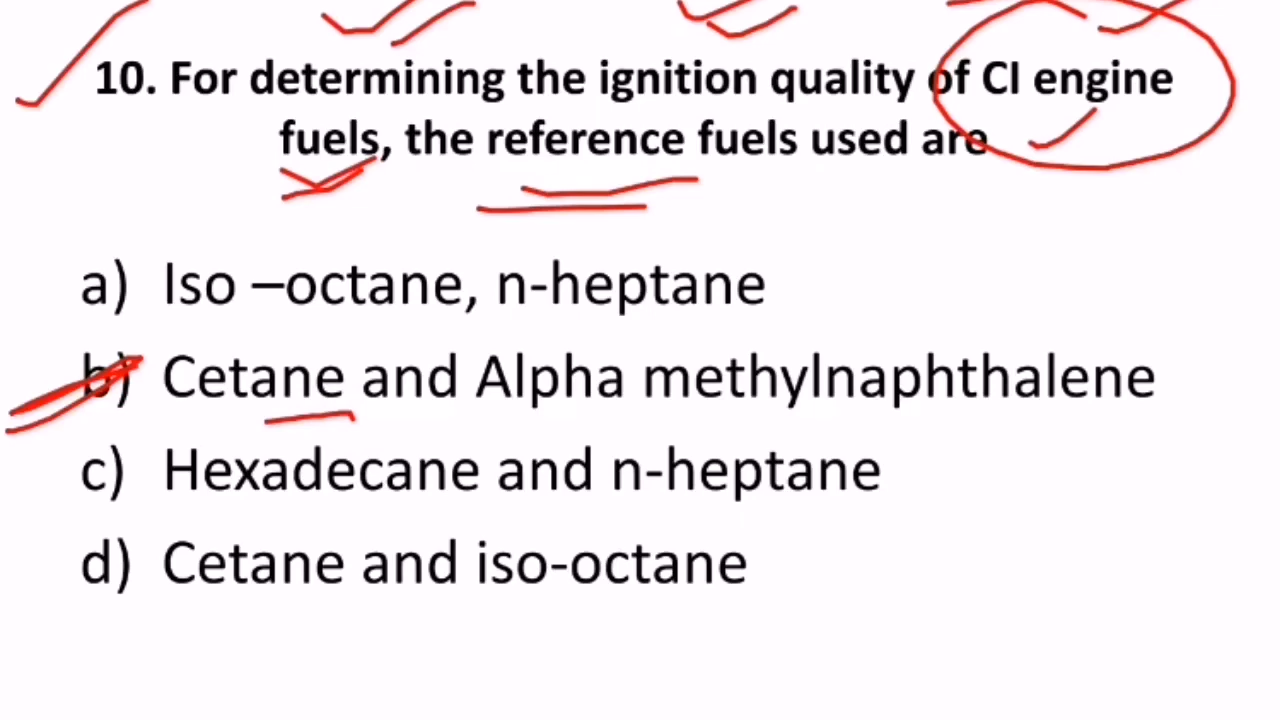 10. For determining the ignition quality of CI engine
fuels, the reference fuels used are
a) Iso –octane, n-heptane
b) Cetane and Alpha methylnaphthalene
c) Hexadecane and n-heptane
d) Cetane and iso-octane